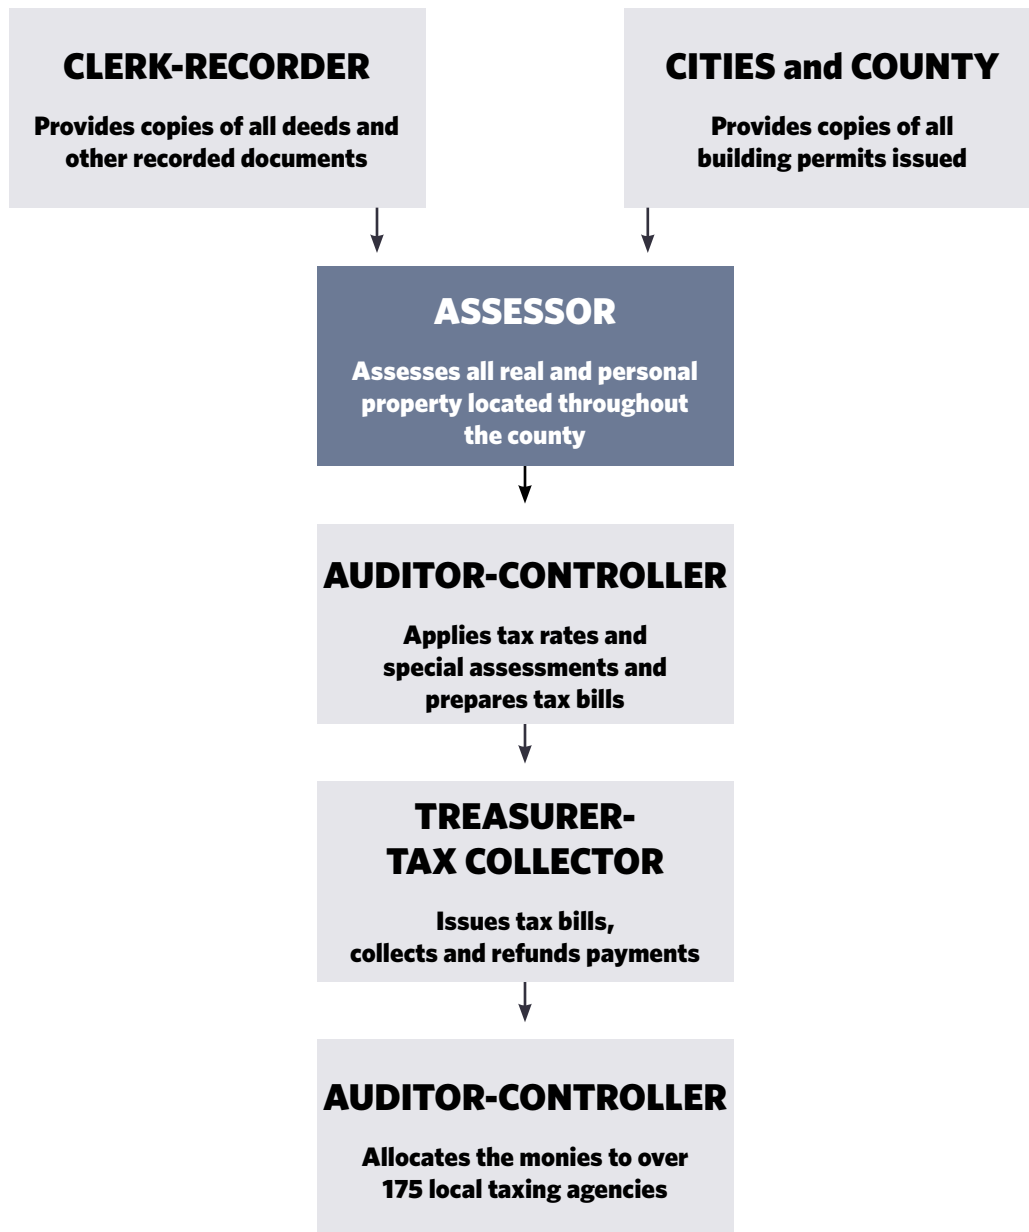 CLERK-RECORDER
Provides copies of all deeds and
other recorded documents
CITIES and COUNTY
Provides copies of all
building permits issued
ASSESSOR
Assesses all real and personal
property located throughout
the county
AUDITOR-CONTROLLER
Applies tax rates and
special assessments and
prepares tax bills
TREASURER-
TAX COLLECTOR
Issues tax bills,
collects and refunds payments
AUDITOR-CONTROLLER
Allocates the monies to over
175 local taxing agencies